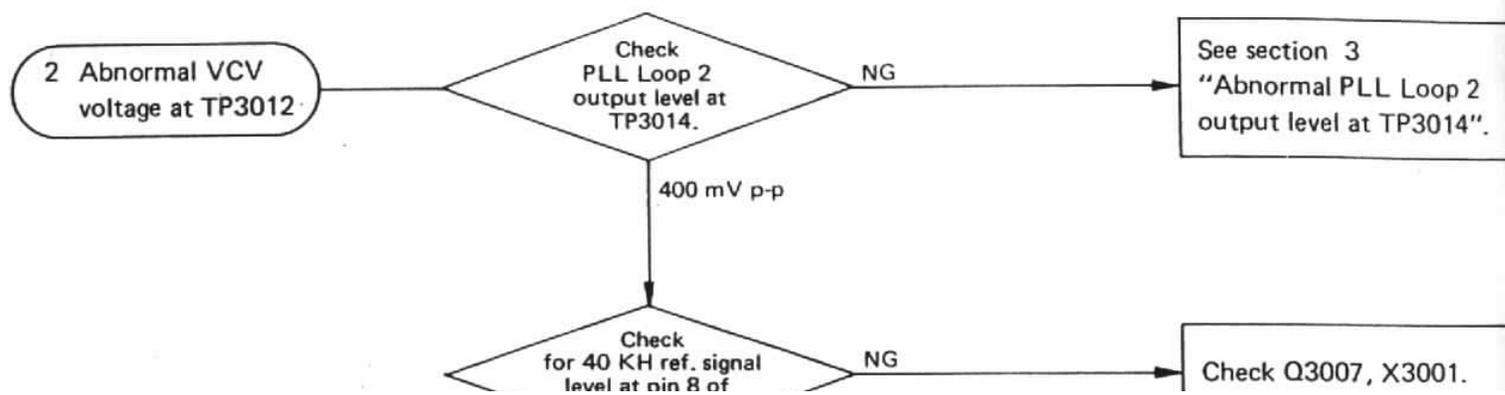 2 Abnormal VCV
voltage at TP3012
Check
PLL Loop 2
output level at
TP3014.
NG
See section 3
"Abnormal PLL Loop 2
output level at TP3014".
400 mV p-p
Check
for 40 KH ref. signal
level at pin 8 of
NG
Check Q3007, X3001.